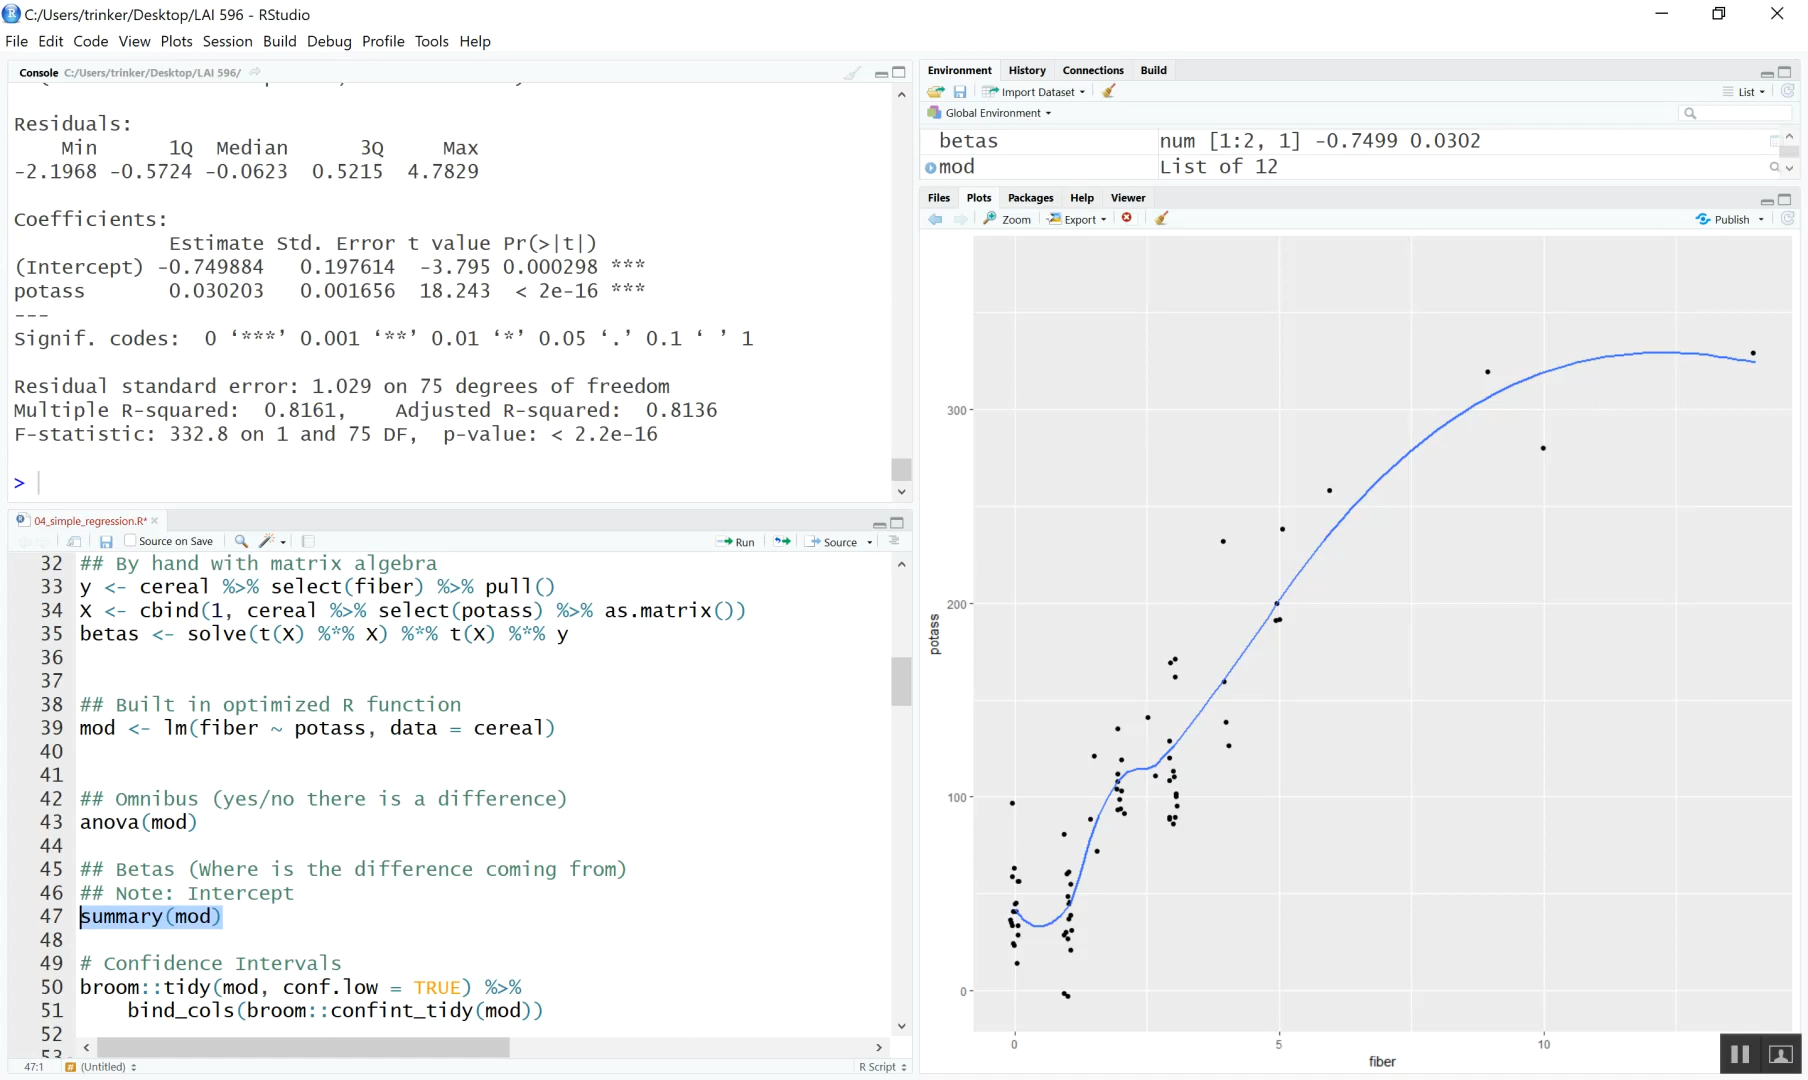 C:/Users/trinker/Desktop/LAI 596 - RStudio
File Edit Code View Plots Session Build Debug Profile Tools Help
Console C:/Users/trinker/Desktop/LAI 596/
Residuals:
Min 1Q Median 3Q Max
-2.1968 -0.5724 -0.0623 0.5215 4.7829
Coefficients:
Estimate Std. Error t value Pr(>|t|)
(Intercept) -0.749884 0.197614 -3.795 0.000298 ***
potass 0.030203 0.001656 18.243 < 2e-16 ***
---
Signif. codes: 0 ‘***’ 0.001 ‘**’ 0.01 ‘*’ 0.05 ‘.’ 0.1 ‘ ’ 1
Residual standard error: 1.029 on 75 degrees of freedom
Multiple R-squared: 0.8161, Adjusted R-squared: 0.8136
F-statistic: 332.8 on 1 and 75 DF, p-value: < 2.2e-16
>
04_simple_regression.R*
Source on Save Run Source
32 ## By hand with matrix algebra
33 y <- cereal %>% select(fiber) %>% pull()
34 X <- cbind(1, cereal %>% select(potass) %>% as.matrix())
35 betas <- solve(t(X) %*% X) %*% t(X) %*% y
36
37
38 ## Built in optimized R function
39 mod <- lm(fiber ~ potass, data = cereal)
40
41
42 ## Omnibus (yes/no there is a difference)
43 anova(mod)
44
45 ## Betas (Where is the difference coming from)
46 ## Note: Intercept
47 summary(mod)
48
49 # Confidence Intervals
50 broom::tidy(mod, conf.low = TRUE) %>%
51 bind_cols(broom::confint_tidy(mod))
52
53
47:1 (Untitled) R Script
Environment History Connections Build
Import Dataset List
Global Environment
betas num [1:2, 1] -0.7499 0.0302
mod List of 12
Files Plots Packages Help Viewer
Zoom Export Publish
potass
300
200
100
0
0 5 10
fiber